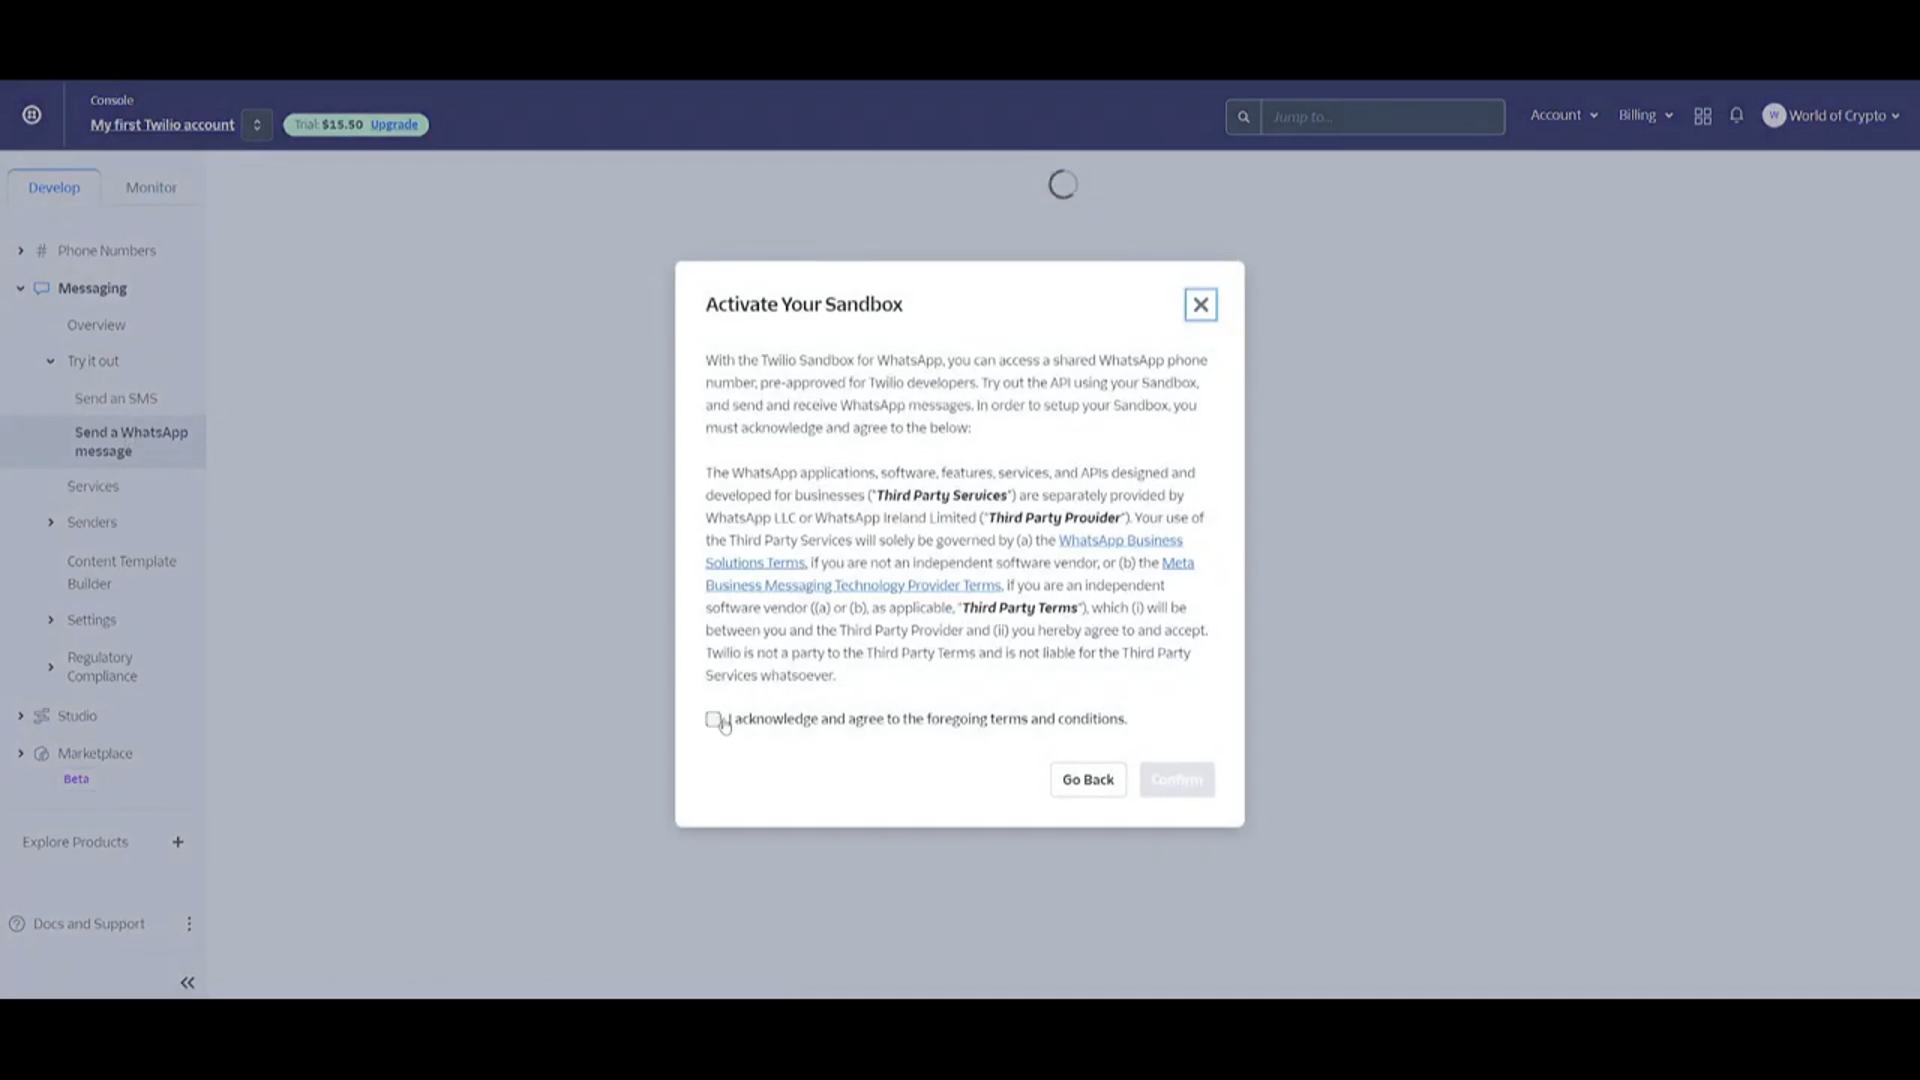 Console
My first Twilio account
Trial: $15.50 Upgrade
Jump to...
Account
Billing
W World of Crypto
Develop
Monitor
# Phone Numbers
Messaging
Overview
Try it out
Send an SMS
Send a WhatsApp
message
Services
Senders
Content Template
Builder
Settings
Regulatory
Compliance
Studio
Marketplace
Beta
Explore Products +
Docs and Support
Activate Your Sandbox
With the Twilio Sandbox for WhatsApp, you can access a shared WhatsApp phone
number, pre-approved for Twilio developers. Try out the API using your Sandbox,
and send and receive WhatsApp messages. In order to setup your Sandbox, you
must acknowledge and agree to the below:
The WhatsApp applications, software, features, services, and APIs designed and
developed for businesses ("Third Party Services") are separately provided by
WhatsApp LLC or WhatsApp Ireland Limited ("Third Party Provider"). Your use of
the Third Party Services will solely be governed by (a) the WhatsApp Business
Solutions Terms, if you are not an independent software vendor, or (b) the Meta
Business Messaging Technology Provider Terms, if you are an independent
software vendor ((a) or (b), as applicable, "Third Party Terms"), which (i) will be
between you and the Third Party Provider and (ii) you hereby agree to and accept.
Twilio is not a party to the Third Party Terms and is not liable for the Third Party
Services whatsoever.
I acknowledge and agree to the foregoing terms and conditions.
Go Back
Confirm